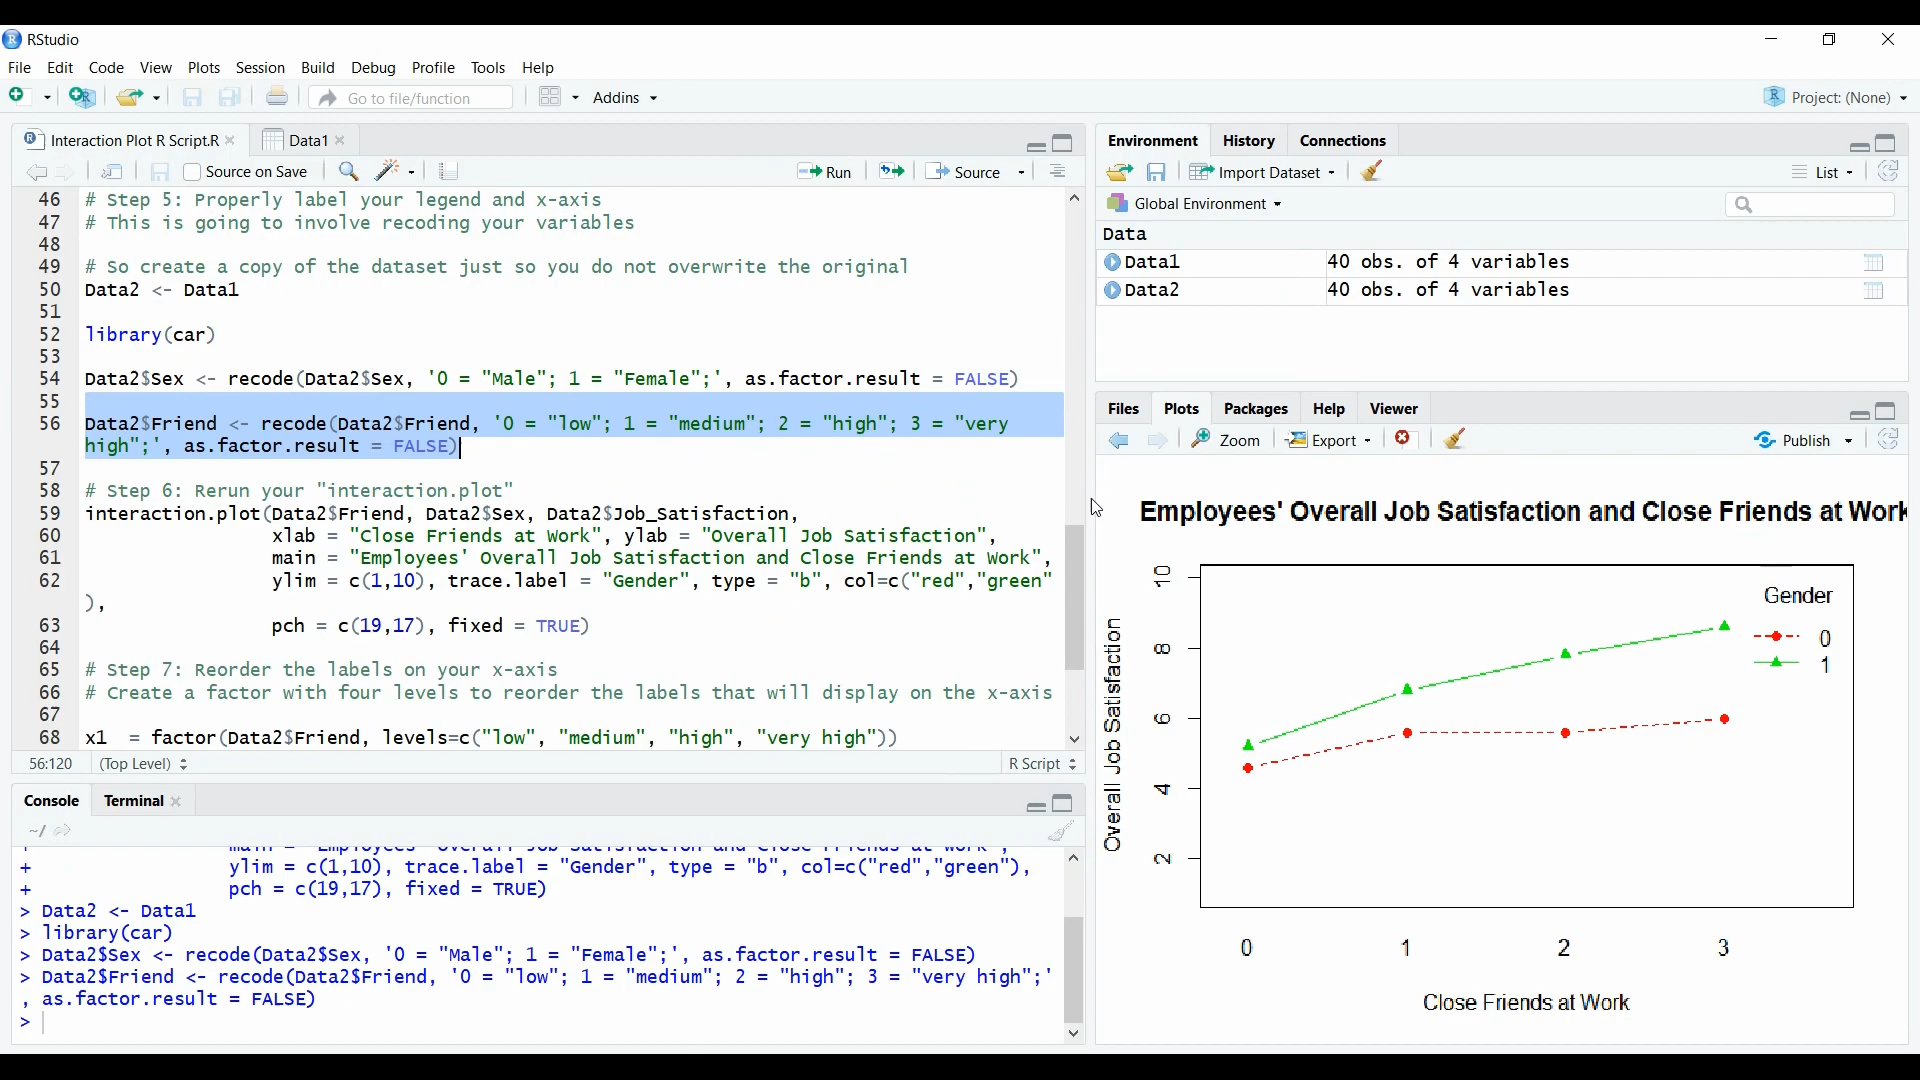 RStudio
File Edit Code View Plots Session Build Debug Profile Tools Help
Go to file/function Addins Project: (None)
Interaction Plot R Script.R Data1
Source on Save Run Source
46 # Step 5: Properly label your legend and x-axis
47 # This is going to involve recoding your variables
48
49 # So create a copy of the dataset just so you do not overwrite the original
50 Data2 <- Data1
51
52 library(car)
53
54 Data2$Sex <- recode(Data2$Sex, '0 = "Male"; 1 = "Female";', as.factor.result = FALSE)
55
56 Data2$Friend <- recode(Data2$Friend, '0 = "low"; 1 = "medium"; 2 = "high"; 3 = "very
high";', as.factor.result = FALSE)
57
58 # Step 6: Rerun your "interaction.plot"
59 interaction.plot(Data2$Friend, Data2$Sex, Data2$Job_Satisfaction,
60 xlab = "Close Friends at Work", ylab = "Overall Job Satisfaction",
61 main = "Employees' Overall Job Satisfaction and Close Friends at Work",
62 ylim = c(1,10), trace.label = "Gender", type = "b", col=c("red","green"
),
63 pch = c(19,17), fixed = TRUE)
64
65 # Step 7: Reorder the labels on your x-axis
66 # Create a factor with four levels to reorder the labels that will display on the x-axis
67
68 x1 = factor(Data2$Friend, levels=c("low", "medium", "high", "very high"))
56:120 (Top Level) R Script
Console Terminal
~/
+ main = "Employees' Overall Job Satisfaction and Close Friends at Work",
+ ylim = c(1,10), trace.label = "Gender", type = "b", col=c("red","green"),
+ pch = c(19,17), fixed = TRUE)
> Data2 <- Data1
> library(car)
> Data2$Sex <- recode(Data2$Sex, '0 = "Male"; 1 = "Female";', as.factor.result = FALSE)
> Data2$Friend <- recode(Data2$Friend, '0 = "low"; 1 = "medium"; 2 = "high"; 3 = "very high";'
, as.factor.result = FALSE)
>
Environment History Connections
Import Dataset List
Global Environment
Data
Data1 40 obs. of 4 variables
Data2 40 obs. of 4 variables
Files Plots Packages Help Viewer
Zoom Export Publish
Employees' Overall Job Satisfaction and Close Friends at Work
Overall Job Satisfaction
10
8
6
4
2
Gender
0
1
0 1 2 3
Close Friends at Work